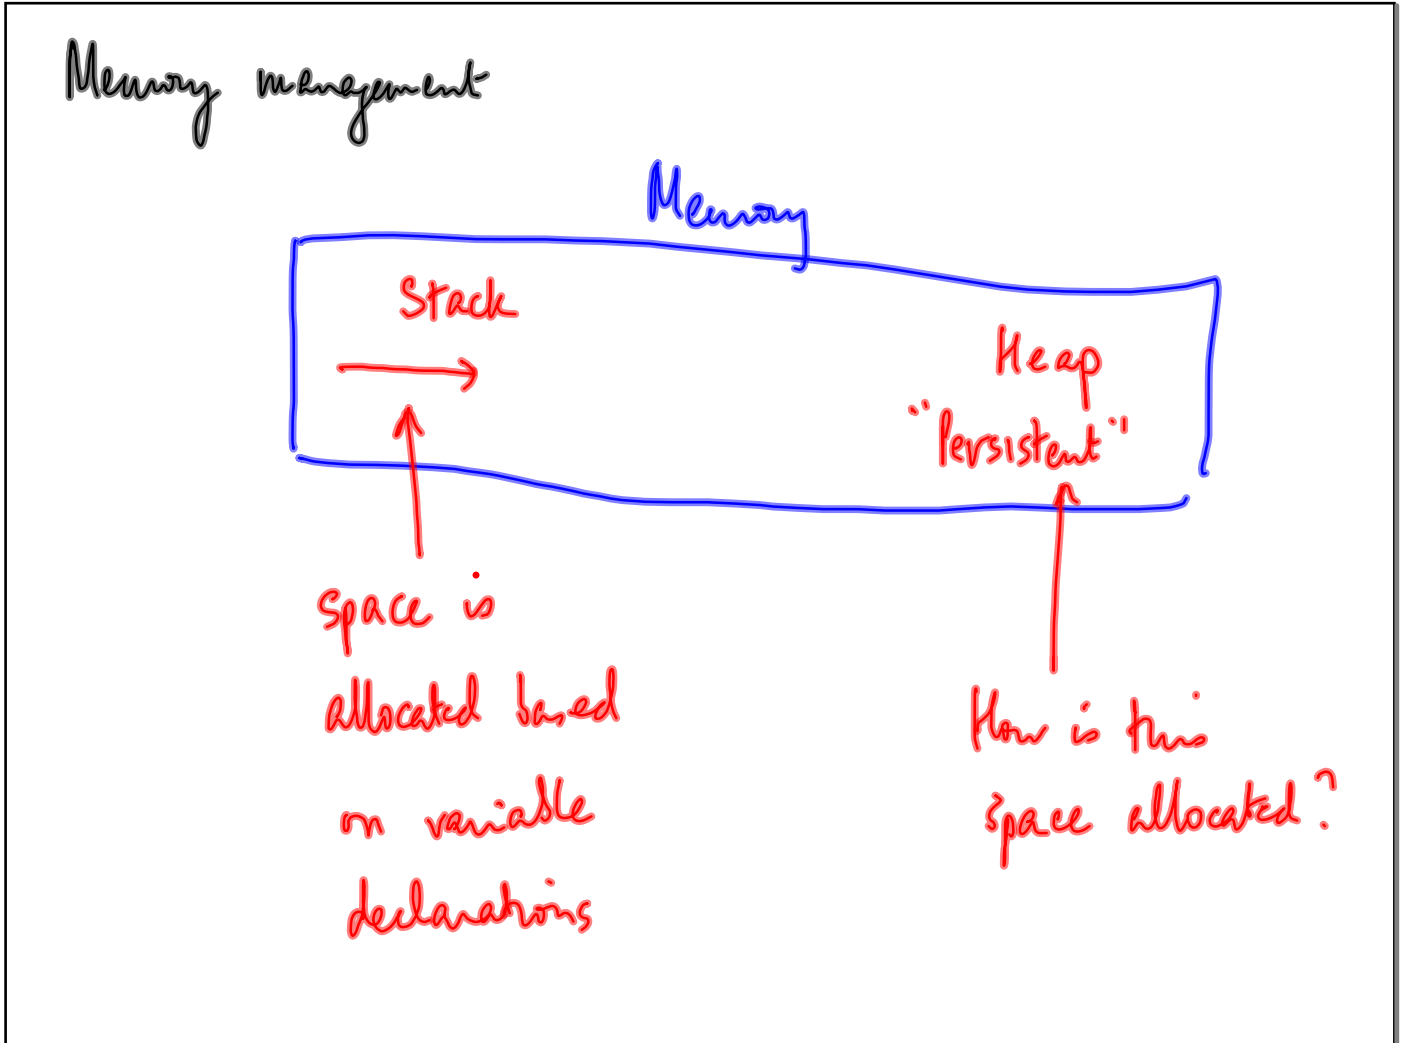 Memory management
Memory
Stack
Heap
"Persistent"
space is
allocated based
on variable
declarations
How is this
space allocated?